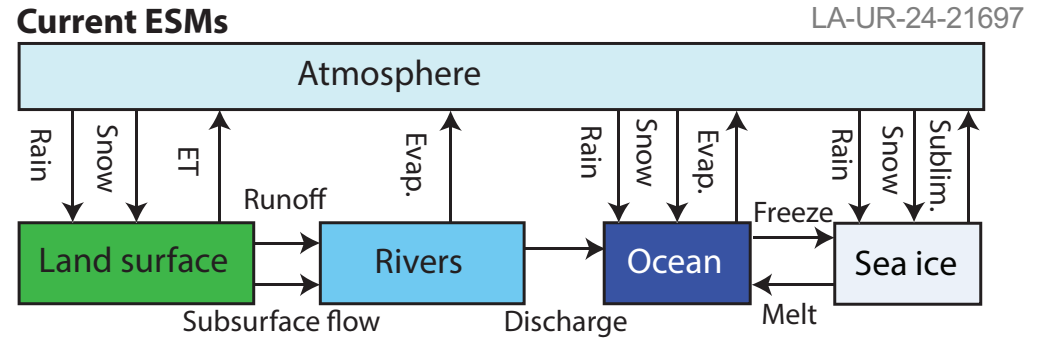 Current ESMs
LA-UR-24-21697
Atmosphere
Rain
Snow
ET
Evap.
Rain
Snow
Evap.
Rain
Snow
Sublim.
Runoff
Freeze
Land surface
Rivers
Ocean
Sea ice
Subsurface flow
Discharge
Melt